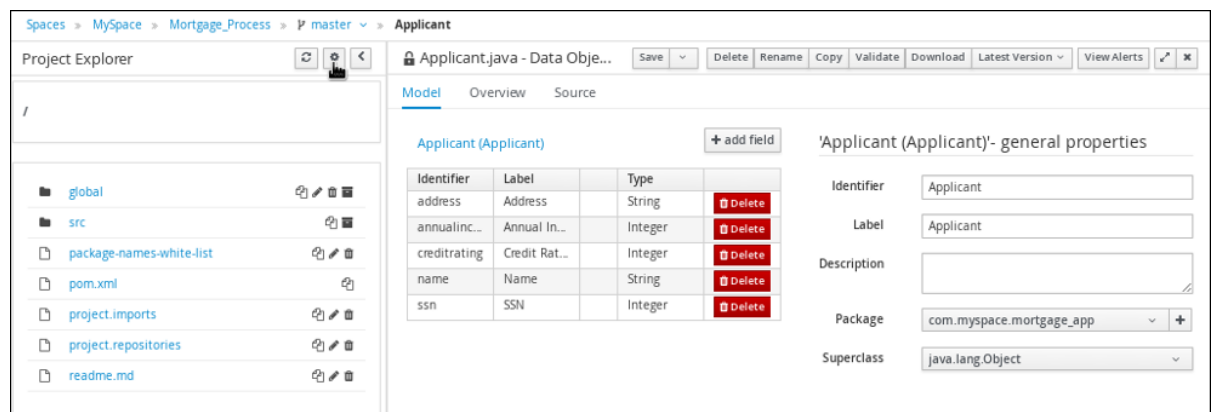 Spaces » MySpace » Mortgage_Process » master » Applicant
Project Explorer
/
global
src
package-names-white-list
pom.xml
project.imports
project.repositories
readme.md
Applicant.java - Data Obje...
Save Delete Rename Copy Validate Download Latest Version View Alerts
Model Overview Source
Applicant (Applicant)
+ add field
Identifier Label Type
address Address String Delete
annualinc... Annual In... Integer Delete
creditrating Credit Rat... Integer Delete
name Name String Delete
ssn SSN Integer Delete
'Applicant (Applicant)'- general properties
Identifier Applicant
Label Applicant
Description
Package com.myspace.mortgage_app +
Superclass java.lang.Object